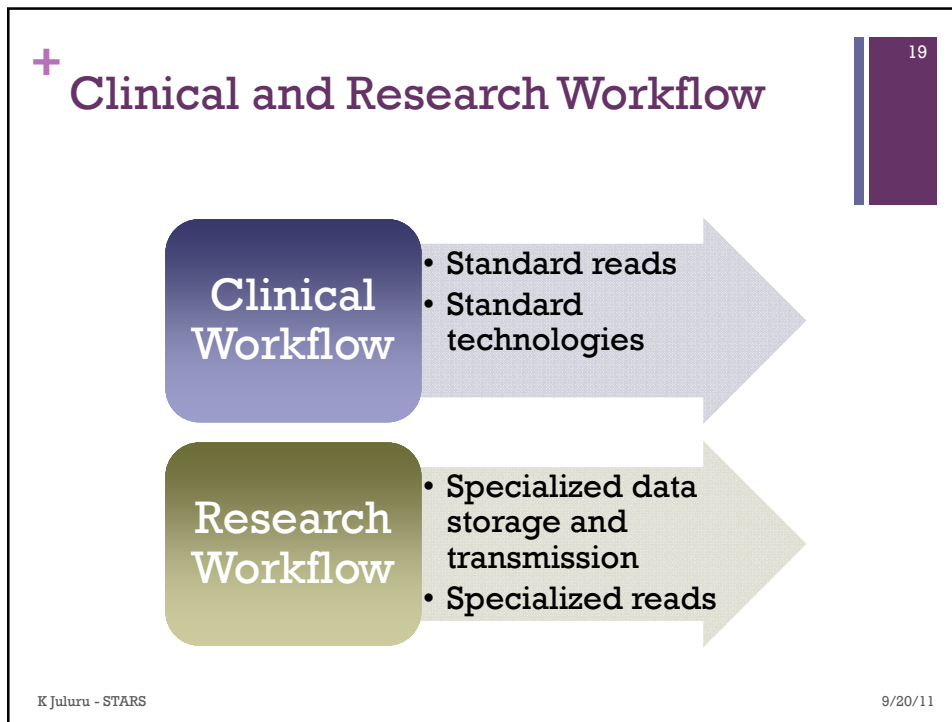 19
+
Clinical and Research Workflow
Clinical
Workflow
• Standard reads
• Standard
technologies
Research
Workflow
• Specialized data
storage and
transmission
• Specialized reads
K Juluru - STARS
9/20/11